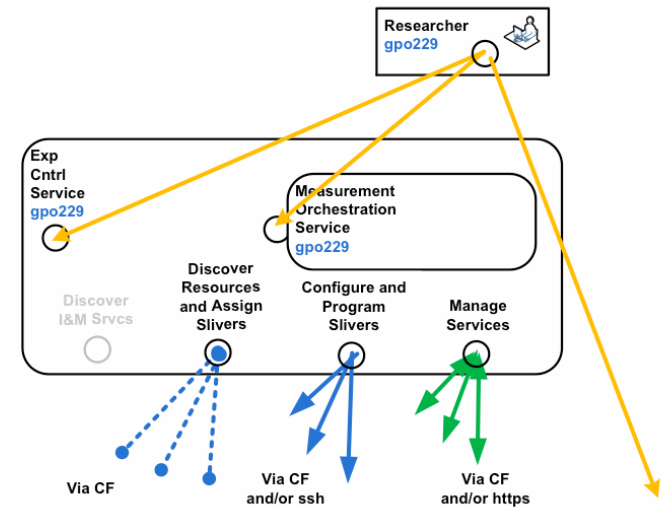 Researcher
gpo229
Exp
Cntrl
Service
gpo229
Measurement
Orchestration
Service
gpo229
Discover
I&M Srvcs
Discover
Resources
and Assign
Slivers
Configure and
Program
Slivers
Manage
Services
Via CF
Via CF
and/or ssh
Via CF
and/or https